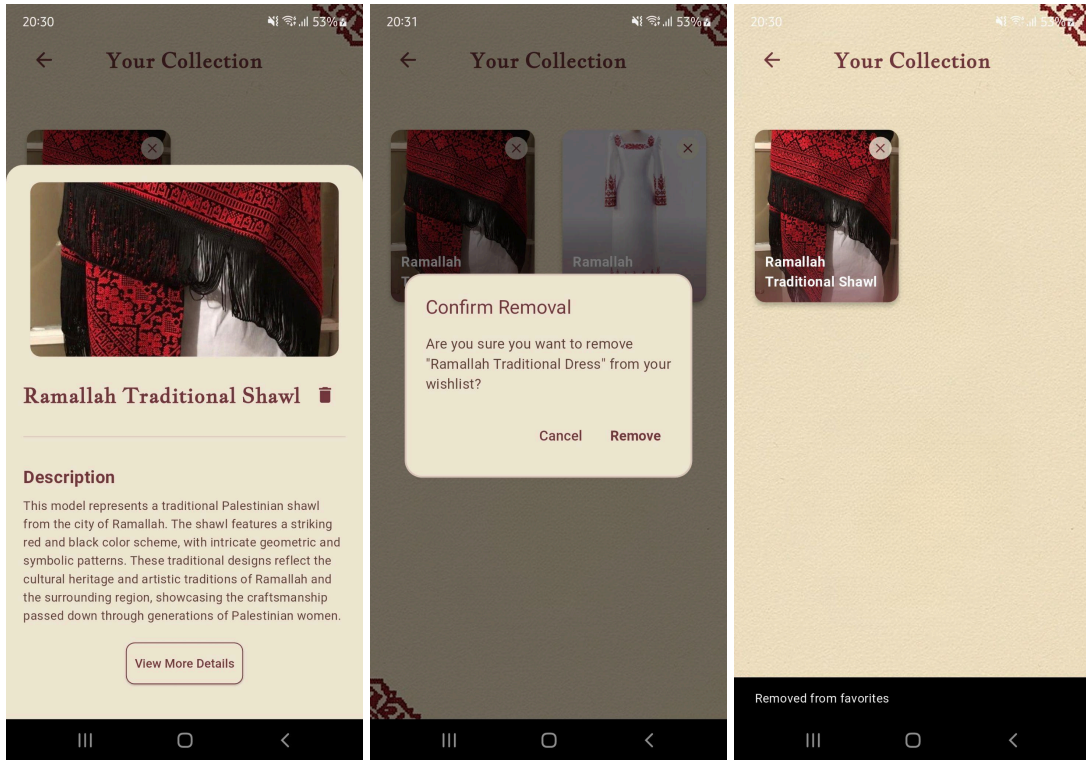 20:30
53%
Your Collection
Ramallah Traditional Shawl
Description
This model represents a traditional Palestinian shawl
from the city of Ramallah. The shawl features a striking
red and black color scheme, with intricate geometric and
symbolic patterns. These traditional designs reflect the
cultural heritage and artistic traditions of Ramallah and
the surrounding region, showcasing the craftsmanship
passed down through generations of Palestinian women.
View More Details
20:31
53%
Your Collection
Ramallah
Ramallah
Confirm Removal
Are you sure you want to remove
"Ramallah Traditional Dress" from your
wishlist?
Cancel
Remove
20:30
53%
Your Collection
Ramallah
Traditional Shawl
Removed from favorites